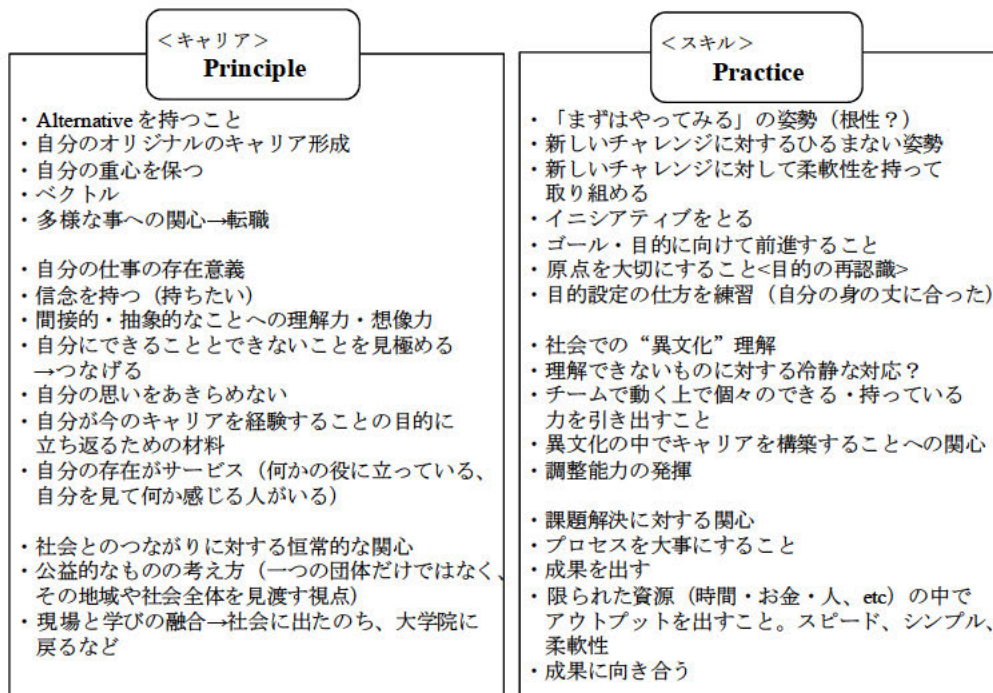 ＜キャリア＞
Principle
・Alternative を持つこと
・自分のオリジナルのキャリア形成
・自分の重心を保つ
・ベクトル
・多様な事への関心→転職
・自分の仕事の存在意義
・信念を持つ（持ちたい）
・間接的・抽象的なことへの理解力・想像力
・自分にできることとできないことを見極める
→つなげる
・自分の思いをあきらめない
・自分が今のキャリアを経験することの目的に
立ち返るための材料
・自分の存在がサービス（何かの役に立っている、
自分を見て何か感じる人がいる）
・社会とのつながりに対する恒常的な関心
・公益的なものの考え方（一つの団体だけではなく、
その地域や社会全体を見渡す視点）
・現場と学びの融合→社会に出たのち、大学院に
戻るなど
＜スキル＞
Practice
・「まずはやってみる」の姿勢（根性？）
・新しいチャレンジに対するひるまない姿勢
・新しいチャレンジに対して柔軟性を持って
取り組める
・イニシアティブをとる
・ゴール・目的に向けて前進すること
・原点を大切にすること<目的の再認識>
・目的設定の仕方を練習（自分の身の丈に合った）
・社会での“異文化”理解
・理解できないものに対する冷静な対応？
・チームで動く上で個々のできる・持っている
力を引き出すこと
・異文化の中でキャリアを構築することへの関心
・調整能力の発揮
・課題解決に対する関心
・プロセスを大事にすること
・成果を出す
・限られた資源（時間・お金・人、etc）の中で
アウトプットを出すこと。スピード、シンプル、
柔軟性
・成果に向き合う